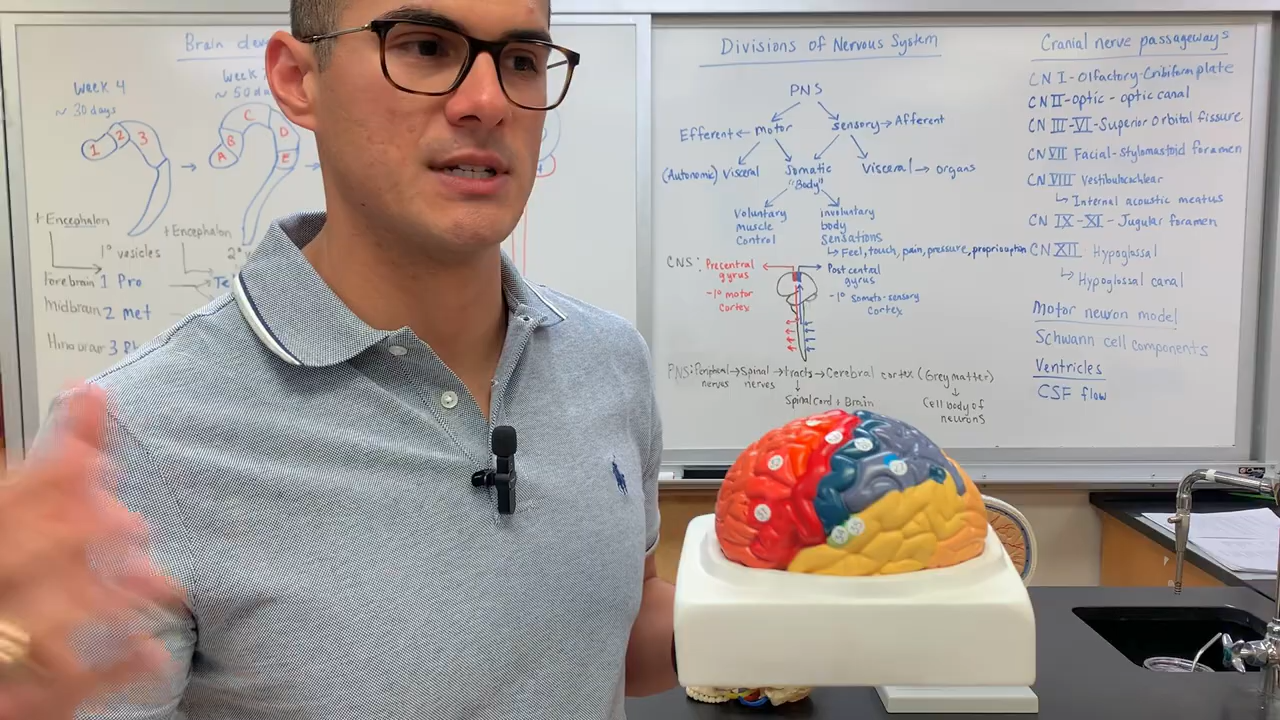 Brain dev
Week 4
~ 30 days
Week
~ 50 da
1 2 3
A B C D E
+ Encephalon
1° vesicles
Forebrain 1 Pro
Midbrain 2 met
3
+ Encephalon
2°
Te
Divisions of Nervous System
PNS
Efferent ← Motor
Sensory → Afferent
(Autonomic) Visceral
Somatic
"Body"
Visceral → organs
Voluntary
muscle
control
involuntary
body
sensations
↳ Feel, touch, pain, pressure, proprioception
CNS:
Precentral
gyrus
-1° motor
cortex
Post central
gyrus
-1° somato-sensory
cortex
PNS: Peripheral → Spinal → tracts → Cerebral cortex (Grey matter)
nerves nerves
Spinal cord + Brain
Cell body of
neurons
Cranial nerve passageways
CN I - Olfactory - Cribiform plate
CN II - optic - optic canal
CN III - VI - Superior Orbital fissure
CN VII Facial - Stylomastoid foramen
CN VIII Vestibulocochlear
↳ Internal acoustic meatus
CN IX - XI - Jugular foramen
CN XII - Hypoglossal
↳ Hypoglossal canal
Motor neuron model
Schwann cell components
Ventricles
CSF flow